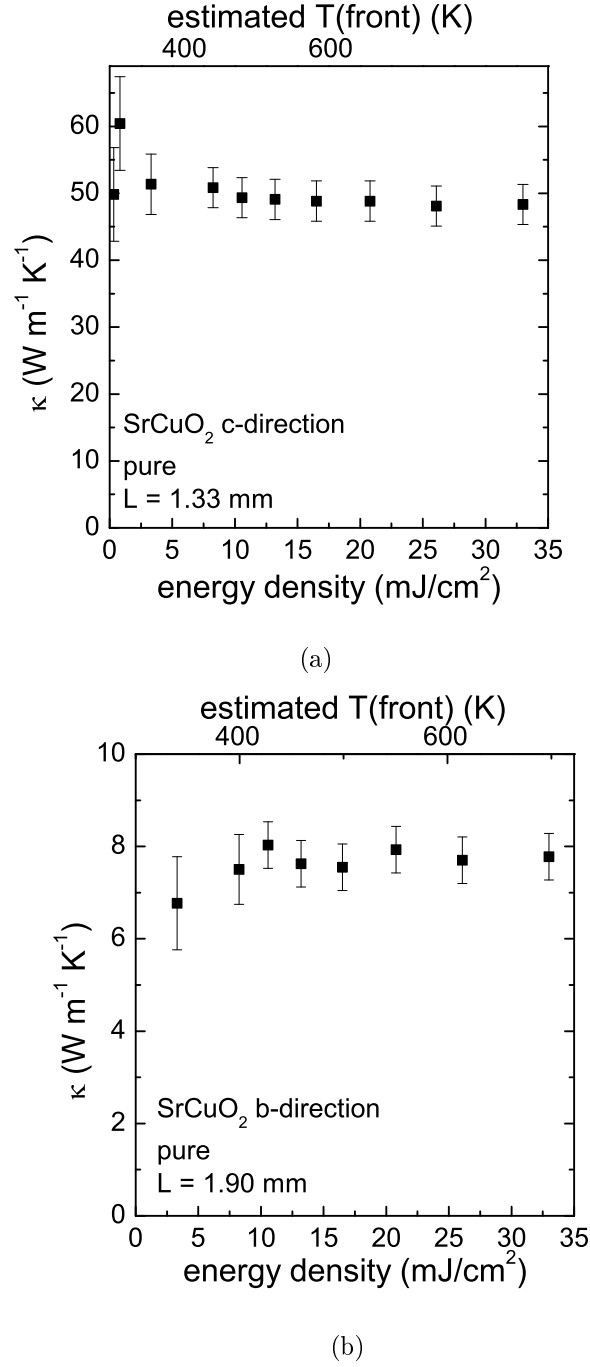 estimated T(front) (K)
400 600
60
50
40
30
20
10
0
κ (W m⁻¹ K⁻¹)
SrCuO₂ c-direction
pure
L = 1.33 mm
0 5 10 15 20 25 30 35
energy density (mJ/cm²)
(a)
estimated T(front) (K)
400 600
10
8
6
4
2
0
κ (W m⁻¹ K⁻¹)
SrCuO₂ b-direction
pure
L = 1.90 mm
0 5 10 15 20 25 30 35
energy density (mJ/cm²)
(b)